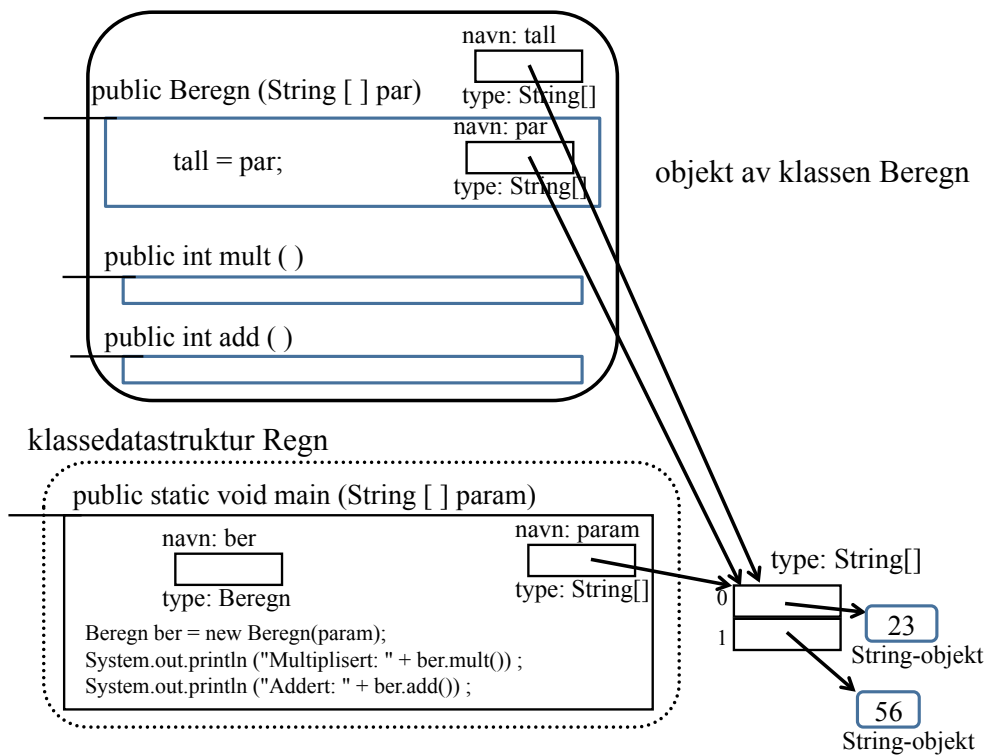 navn: tall
public Beregn (String [ ] par)
type: String[]
navn: par
tall = par;
type: String[]
objekt av klassen Beregn
public int mult ( )
public int add ( )
klassedatastruktur Regn
public static void main (String [ ] param)
navn: ber
navn: param
type: Beregn
type: String[]
Beregn ber = new Beregn(param);
System.out.println ("Multiplisert: " + ber.mult()) ;
System.out.println ("Addert: " + ber.add()) ;
type: String[]
0
1
23
String-objekt
56
String-objekt